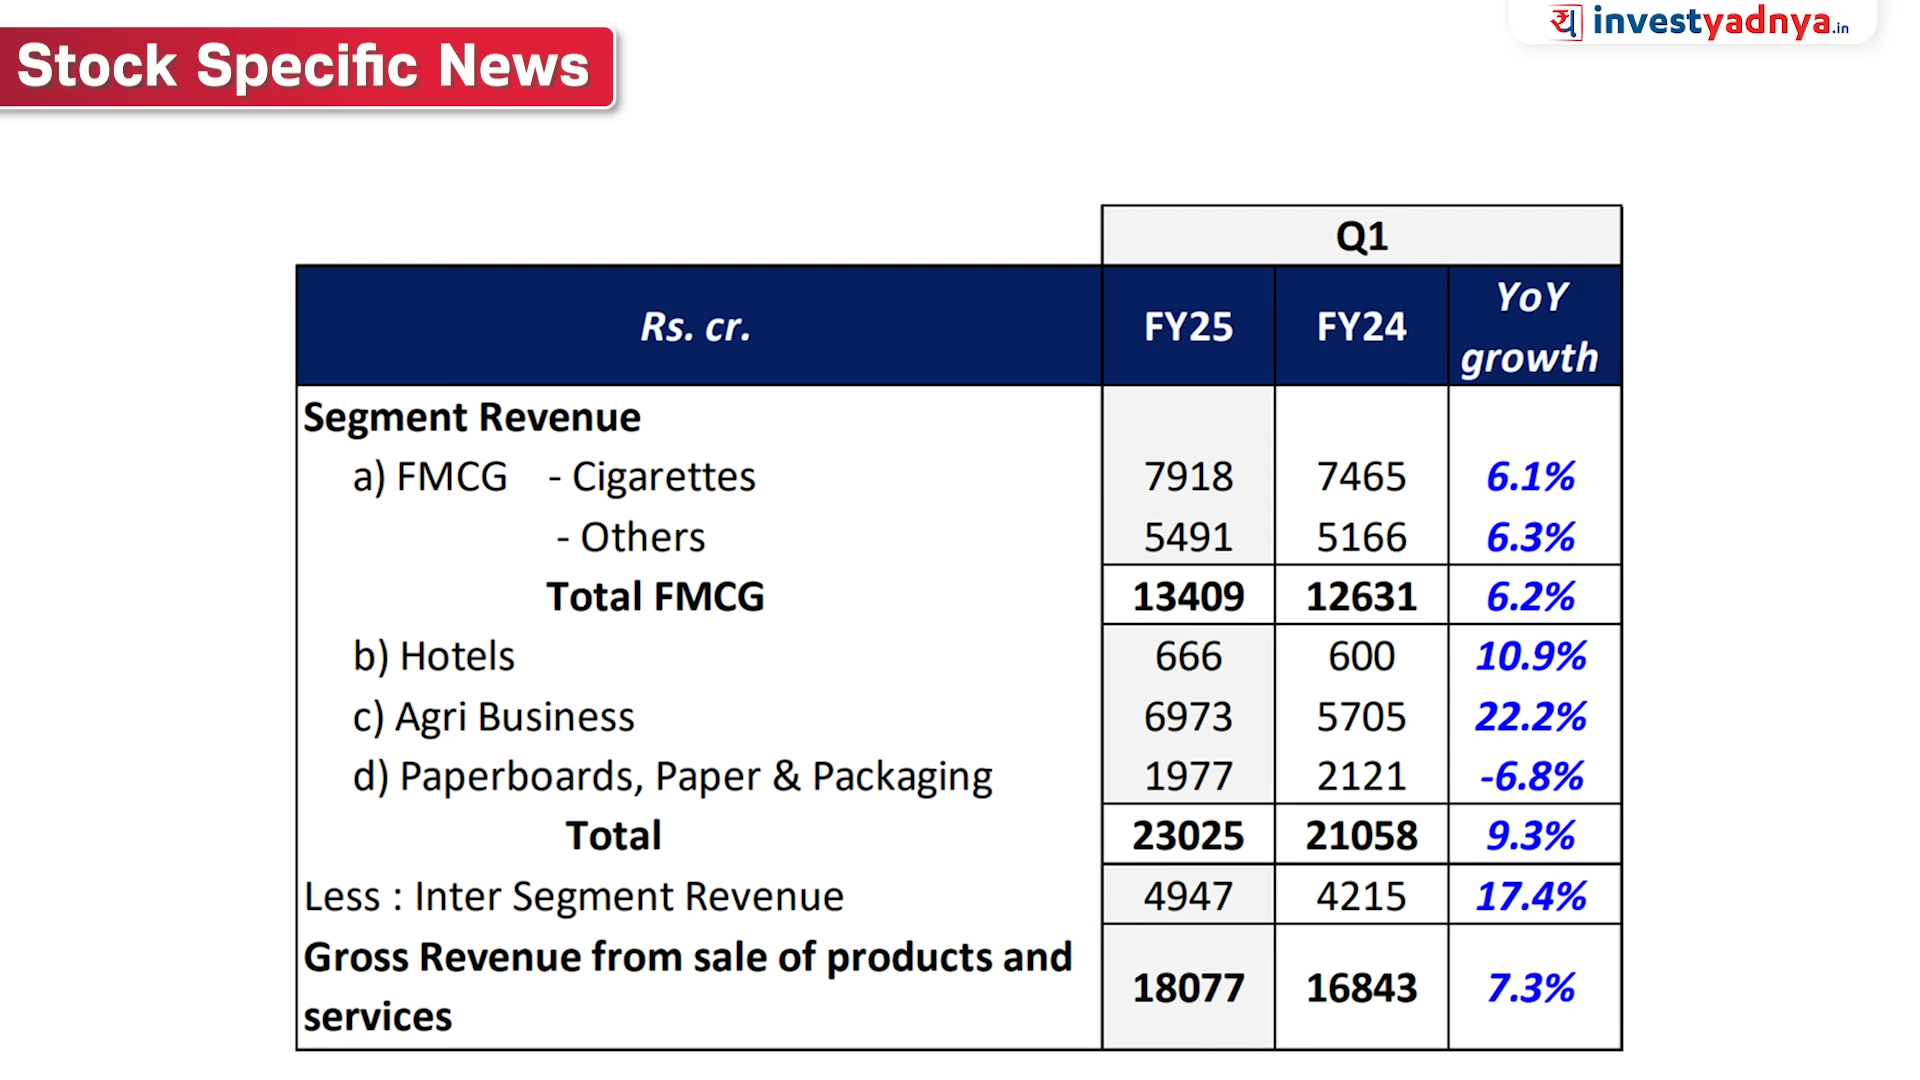 Stock Specific News
investyadnya.in
Q1
Rs. cr. FY25 FY24 YoY growth
Segment Revenue
a) FMCG - Cigarettes 7918 7465 6.1%
- Others 5491 5166 6.3%
Total FMCG 13409 12631 6.2%
b) Hotels 666 600 10.9%
c) Agri Business 6973 5705 22.2%
d) Paperboards, Paper & Packaging 1977 2121 -6.8%
Total 23025 21058 9.3%
Less : Inter Segment Revenue 4947 4215 17.4%
Gross Revenue from sale of products and
services 18077 16843 7.3%